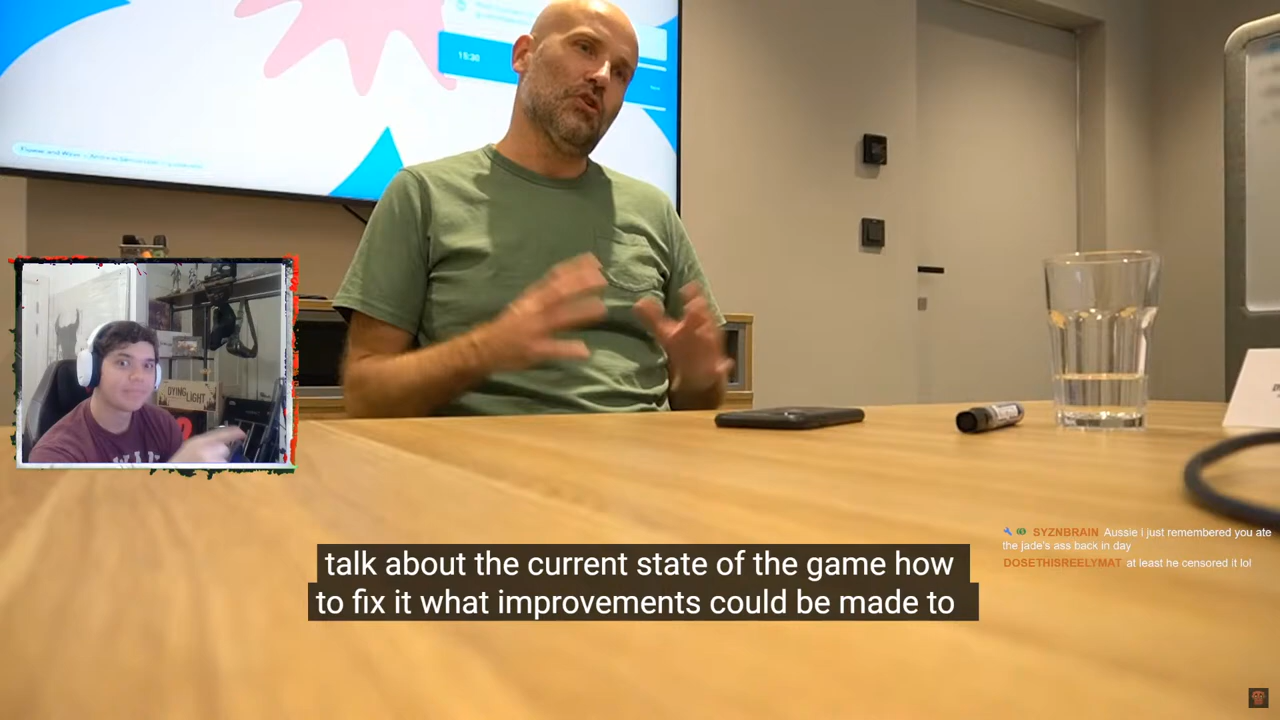 15:30
DYING
LIGHT
SYZNBRAIN Aussie I just remembered you ate
the jade's ass back in day
DOSETHISREELYMAT at least he censored it lol
talk about the current state of the game how
to fix it what improvements could be made to